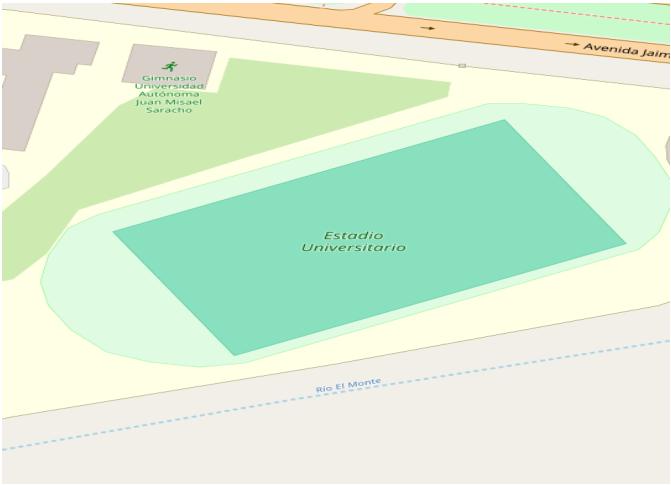 Avenida Jaim
Gimnasio
Universidad
Autónoma
Juan Misael
Saracho
Estadio
Universitario
Río El Monte